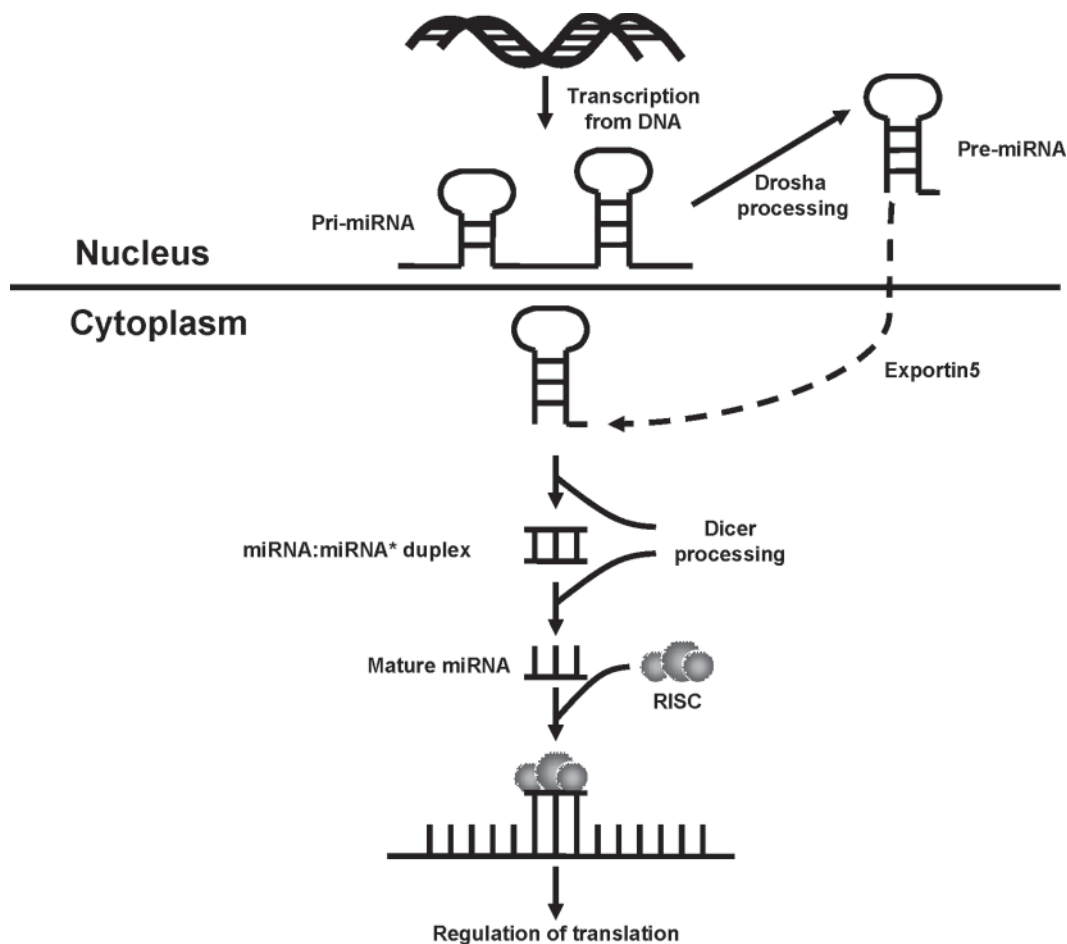 Transcription
from DNA
Pre-miRNA
Drosha
processing
Pri-miRNA
Nucleus
Cytoplasm
Exportin5
miRNA:miRNA* duplex
Dicer
processing
Mature miRNA
RISC
Regulation of translation